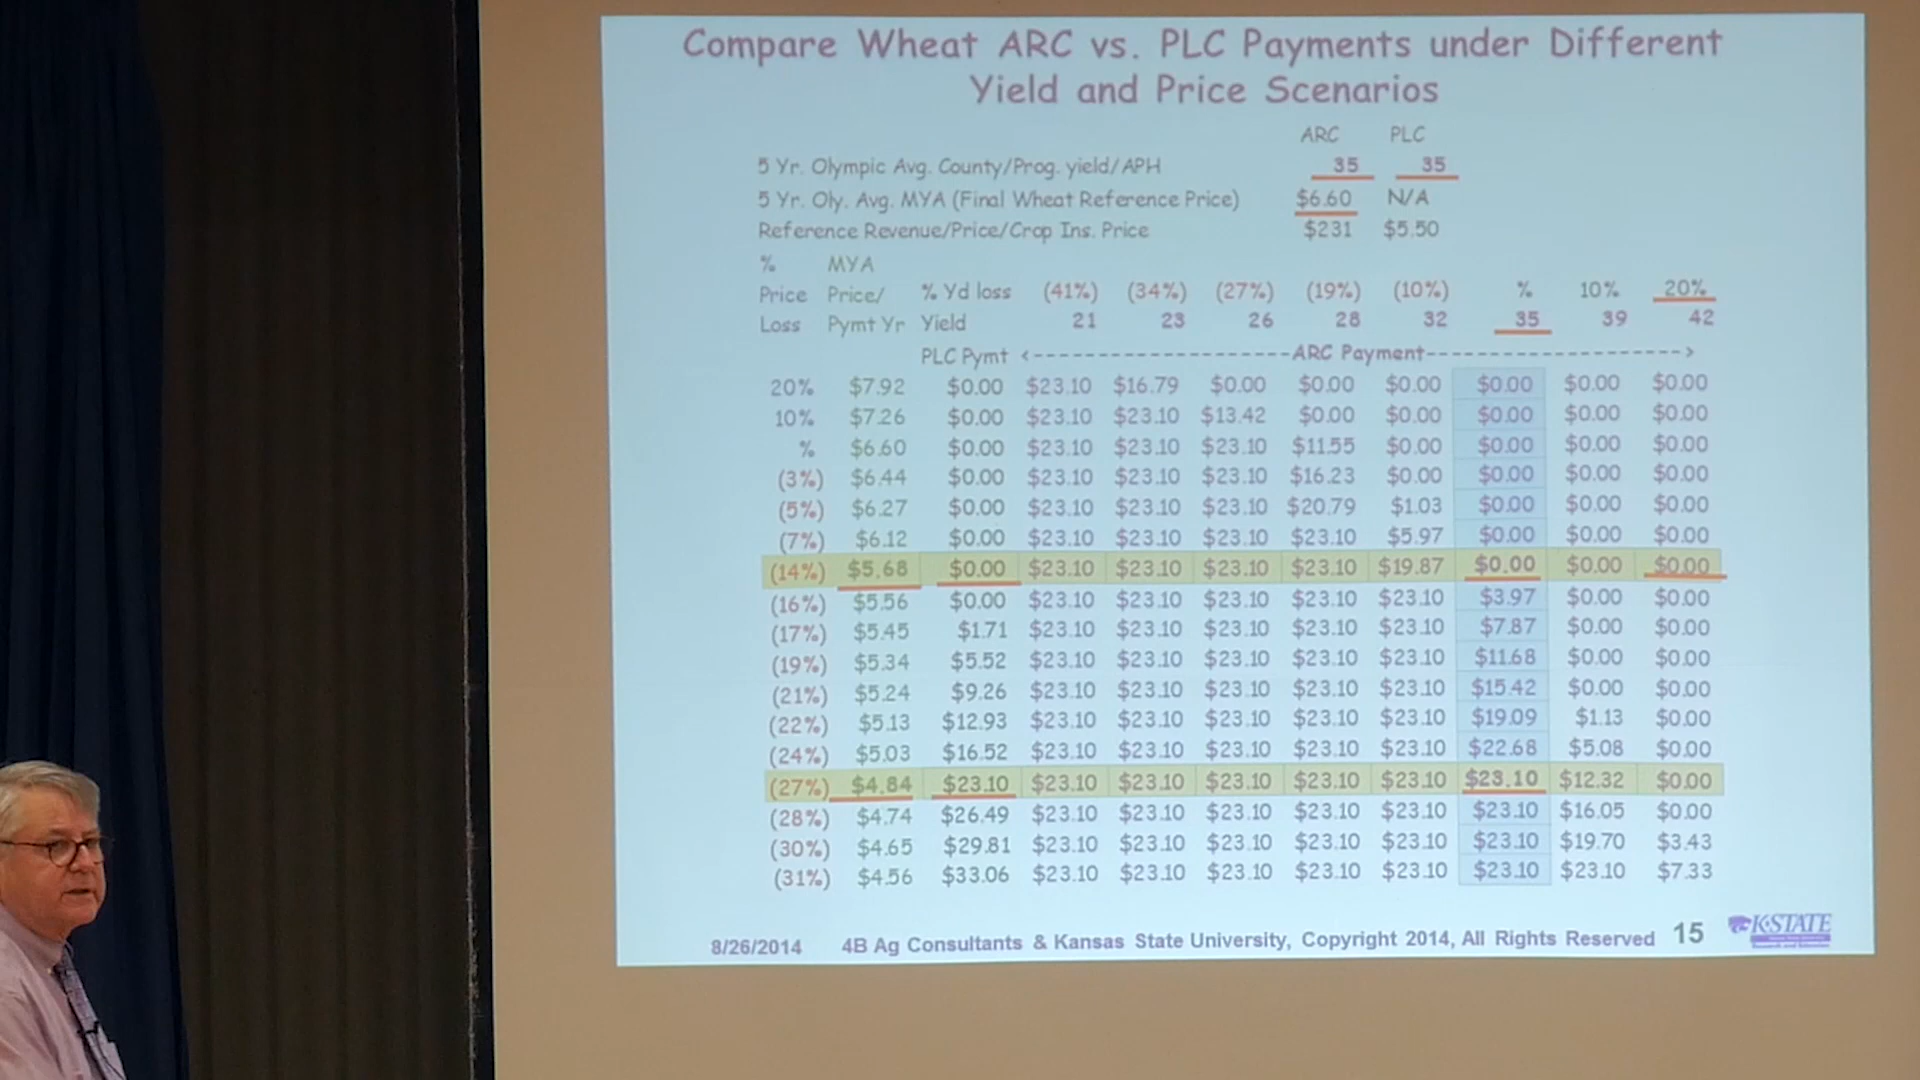 Compare Wheat ARC vs. PLC Payments under Different
Yield and Price Scenarios
ARC PLC
5 Yr. Olympic Avg. County/Prog. yield/APH 35 35
5 Yr. Oly. Avg. MYA (Final Wheat Reference Price) $6.60 N/A
Reference Revenue/Price/Crop Ins. Price $231 $5.50
% MYA
Price Price/ % Yd loss (41%) (34%) (27%) (19%) (10%) % 10% 20%
Loss Pymt Yr Yield 21 23 26 28 32 35 39 42
PLC Pymt <------------------------ARC Payment------------------------>
20% $7.92 $0.00 $23.10 $16.79 $0.00 $0.00 $0.00 $0.00 $0.00 $0.00
10% $7.26 $0.00 $23.10 $23.10 $13.42 $0.00 $0.00 $0.00 $0.00 $0.00
% $6.60 $0.00 $23.10 $23.10 $23.10 $11.55 $0.00 $0.00 $0.00 $0.00
(3%) $6.44 $0.00 $23.10 $23.10 $23.10 $16.23 $0.00 $0.00 $0.00 $0.00
(5%) $6.27 $0.00 $23.10 $23.10 $23.10 $20.79 $1.03 $0.00 $0.00 $0.00
(7%) $6.12 $0.00 $23.10 $23.10 $23.10 $23.10 $5.97 $0.00 $0.00 $0.00
(14%) $5.68 $0.00 $23.10 $23.10 $23.10 $23.10 $19.87 $0.00 $0.00 $0.00
(16%) $5.56 $0.00 $23.10 $23.10 $23.10 $23.10 $23.10 $3.97 $0.00 $0.00
(17%) $5.45 $1.71 $23.10 $23.10 $23.10 $23.10 $23.10 $7.87 $0.00 $0.00
(19%) $5.34 $5.52 $23.10 $23.10 $23.10 $23.10 $23.10 $11.68 $0.00 $0.00
(21%) $5.24 $9.26 $23.10 $23.10 $23.10 $23.10 $23.10 $15.42 $0.00 $0.00
(22%) $5.13 $12.93 $23.10 $23.10 $23.10 $23.10 $23.10 $19.09 $1.13 $0.00
(24%) $5.03 $16.52 $23.10 $23.10 $23.10 $23.10 $23.10 $22.68 $5.08 $0.00
(27%) $4.84 $23.10 $23.10 $23.10 $23.10 $23.10 $23.10 $23.10 $12.32 $0.00
(28%) $4.74 $26.49 $23.10 $23.10 $23.10 $23.10 $23.10 $23.10 $16.05 $0.00
(30%) $4.65 $29.81 $23.10 $23.10 $23.10 $23.10 $23.10 $23.10 $19.70 $3.43
(31%) $4.56 $33.06 $23.10 $23.10 $23.10 $23.10 $23.10 $23.10 $23.10 $7.33
8/26/2014 4B Ag Consultants & Kansas State University, Copyright 2014, All Rights Reserved 15 K-STATE